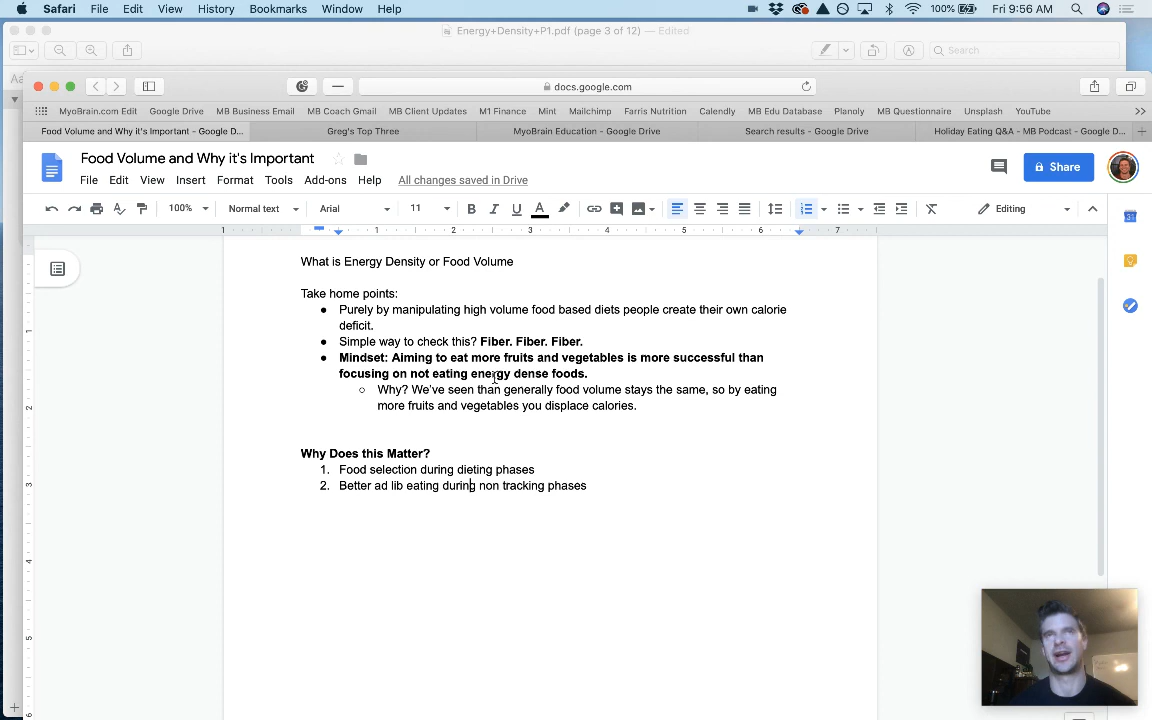 Safari File Edit View History Bookmarks Window Help 100% Fri 9:56 AM
Energy+Density+P1.pdf (page 3 of 12) — Edited
Search
docs.google.com
MyoBrain.com Edit Google Drive MB Business Email MB Coach Gmail MB Client Updates M1 Finance Mint Mailchimp Farris Nutrition Calendly MB Edu Database Planoly MB Questionnaire Unsplash YouTube
Food Volume and Why it's Important - Google D... Greg's Top Three MyoBrain Education - Google Drive Search results - Google Drive Holiday Eating Q&A - MB Podcast - Google D...
Food Volume and Why it's Important
Share
File Edit View Insert Format Tools Add-ons Help All changes saved in Drive
100% Normal text Arial 11 B I U A Editing
1 1 2 3 4 5 6 7
What is Energy Density or Food Volume
Take home points:
● Purely by manipulating high volume food based diets people create their own calorie
deficit.
● Simple way to check this? Fiber. Fiber. Fiber.
● Mindset: Aiming to eat more fruits and vegetables is more successful than
focusing on not eating energy dense foods.
○ Why? We've seen than generally food volume stays the same, so by eating
more fruits and vegetables you displace calories.
Why Does this Matter?
1. Food selection during dieting phases
2. Better ad lib eating during non tracking phases